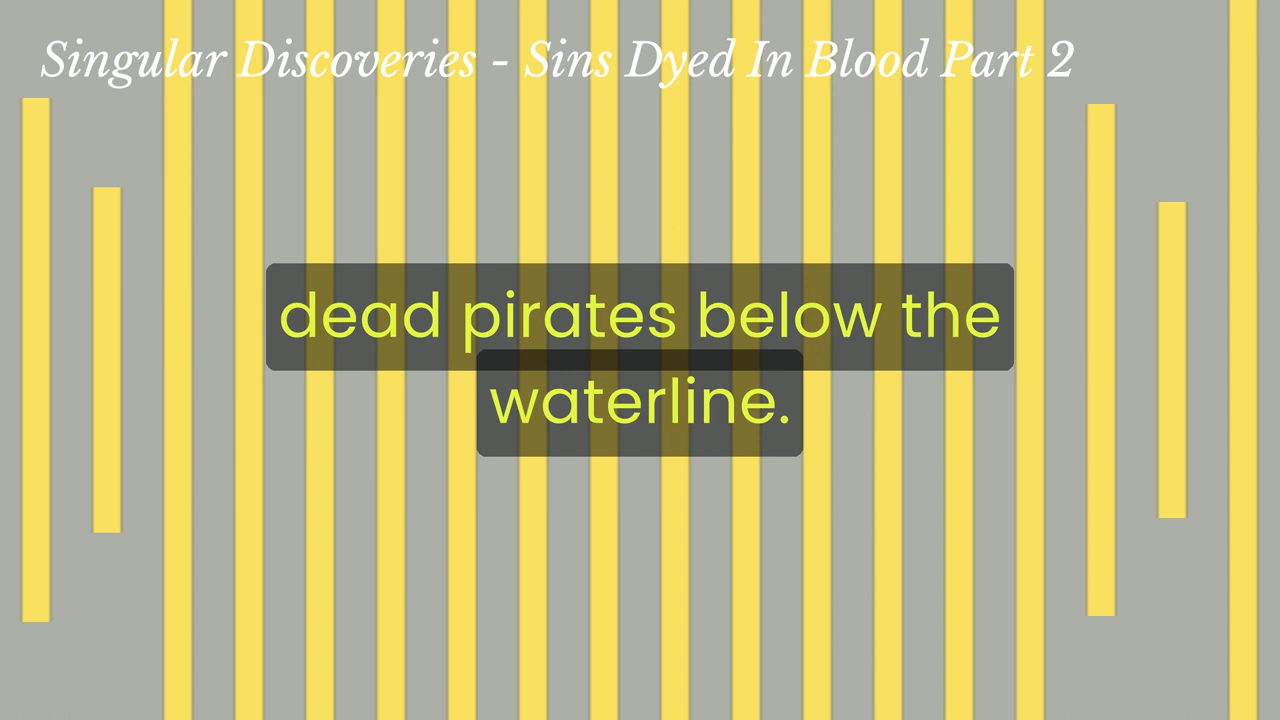 Singular Discoveries - Sins Dyed In Blood Part 2
dead pirates below the
waterline.